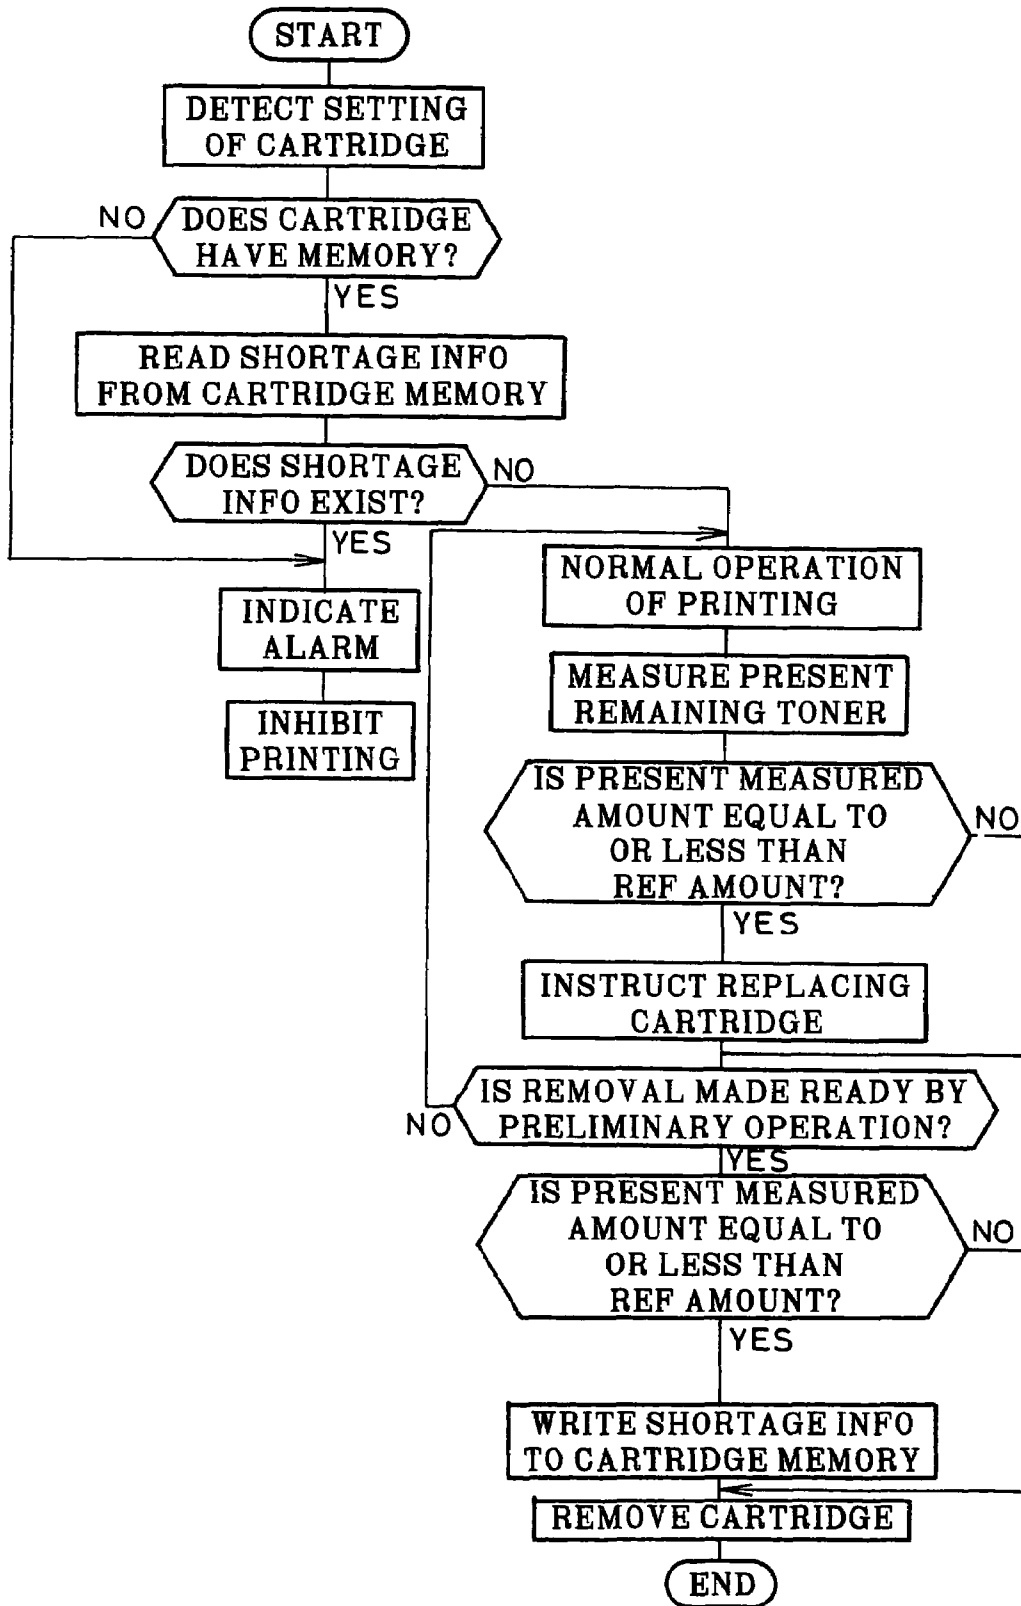 START
DETECT SETTING
OF CARTRIDGE
NO
DOES CARTRIDGE
HAVE MEMORY?
YES
READ SHORTAGE INFO
FROM CARTRIDGE MEMORY
DOES SHORTAGE
INFO EXIST?
NO
YES
INDICATE
ALARM
INHIBIT
PRINTING
NORMAL OPERATION
OF PRINTING
MEASURE PRESENT
REMAINING TONER
IS PRESENT MEASURED
AMOUNT EQUAL TO
OR LESS THAN
REF AMOUNT?
NO
YES
INSTRUCT REPLACING
CARTRIDGE
IS REMOVAL MADE READY BY
PRELIMINARY OPERATION?
NO
YES
IS PRESENT MEASURED
AMOUNT EQUAL TO
OR LESS THAN
REF AMOUNT?
NO
YES
WRITE SHORTAGE INFO
TO CARTRIDGE MEMORY
REMOVE CARTRIDGE
END